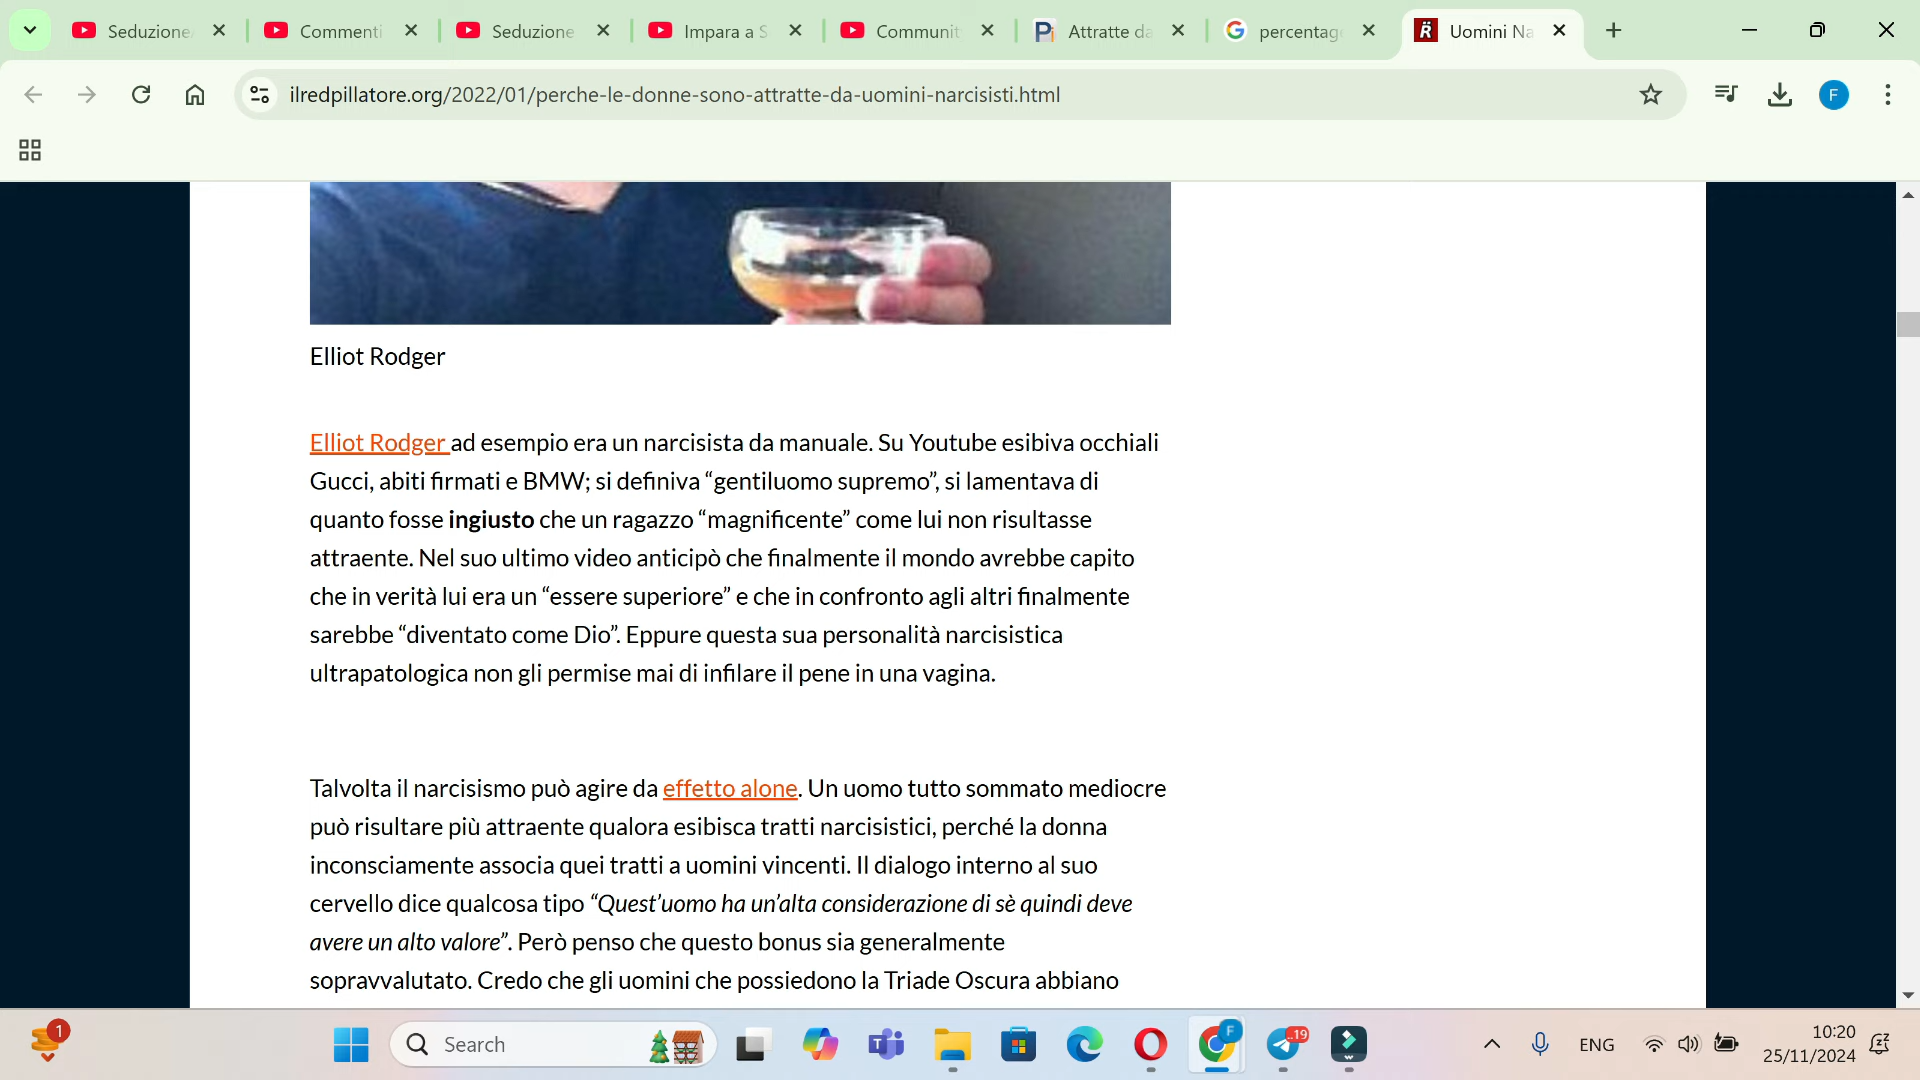 Seduzione
Commenti
Seduzione
Impara a S
Communit
Attratte da
percentag
Uomini Na
ilredpillatore.org/2022/01/perche-le-donne-sono-attratte-da-uomini-narcisisti.html
F
Elliot Rodger
Elliot Rodger ad esempio era un narcisista da manuale. Su Youtube esibiva occhiali
Gucci, abiti firmati e BMW; si definiva “gentiluomo supremo”, si lamentava di
quanto fosse ingiusto che un ragazzo “magnificente” come lui non risultasse
attraente. Nel suo ultimo video anticipò che finalmente il mondo avrebbe capito
che in verità lui era un “essere superiore” e che in confronto agli altri finalmente
sarebbe “diventato come Dio”. Eppure questa sua personalità narcisistica
ultrapatologica non gli permise mai di infilare il pene in una vagina.
Talvolta il narcisismo può agire da effetto alone. Un uomo tutto sommato mediocre
può risultare più attraente qualora esibisca tratti narcisistici, perché la donna
inconsciamente associa quei tratti a uomini vincenti. Il dialogo interno al suo
cervello dice qualcosa tipo “Quest’uomo ha un’alta considerazione di sè quindi deve
avere un alto valore”. Però penso che questo bonus sia generalmente
sopravvalutato. Credo che gli uomini che possiedono la Triade Oscura abbiano
1
Search
F
..19
ENG
10:20
25/11/2024